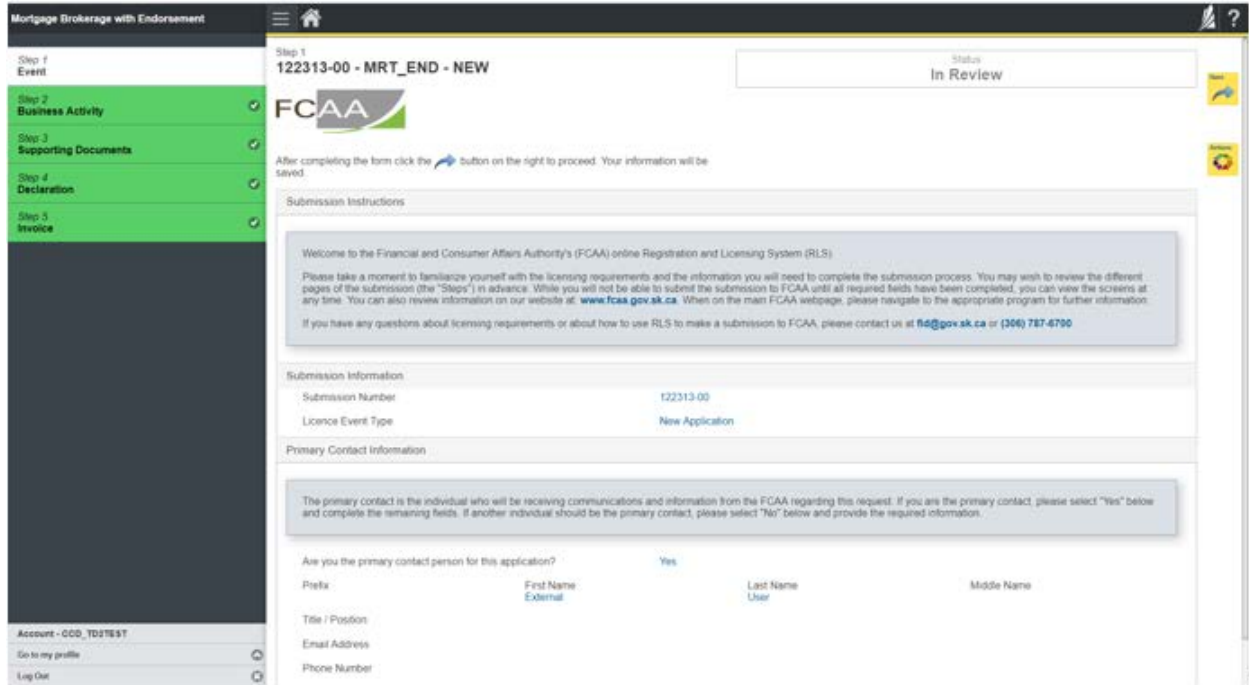 Mortgage Brokerage with Endorsement
?
Step 1
Event
Step 2
Business Activity
Step 3
Supporting Documents
Step 4
Declaration
Step 5
Invoice
Account - CCD_TD2TEST
Go to my profile
Log Out
Step 1
122313-00 - MRT_END - NEW
Status
In Review
FCAA
After completing the form click the button on the right to proceed. Your information will be
saved.
Submission Instructions
Welcome to the Financial and Consumer Affairs Authority's (FCAA) online Registration and Licensing System (RLS)
Please take a moment to familiarize yourself with the licensing requirements and the information you will need to complete the submission process. You may wish to review the different
pages of the submission (the "Steps") in advance. While you will not be able to submit the submission to FCAA until all required fields have been completed, you can view the screens at
any time. You can also review information on our website at: www.fcaa.gov.sk.ca. When on the main FCAA webpage, please navigate to the appropriate program for further information.
If you have any questions about licensing requirements or about how to use RLS to make a submission to FCAA, please contact us at fid@gov.sk.ca or (306) 787-6700
Submission Information
Submission Number 122313-00
Licence Event Type New Application
Primary Contact Information
The primary contact is the individual who will be receiving communications and information from the FCAA regarding this request. If you are the primary contact, please select "Yes" below
and complete the remaining fields. If another individual should be the primary contact, please select "No" below and provide the required information.
Are you the primary contact person for this application? Yes
Prefix First Name Last Name Middle Name
External User
Title / Position
Email Address
Phone Number
Actions